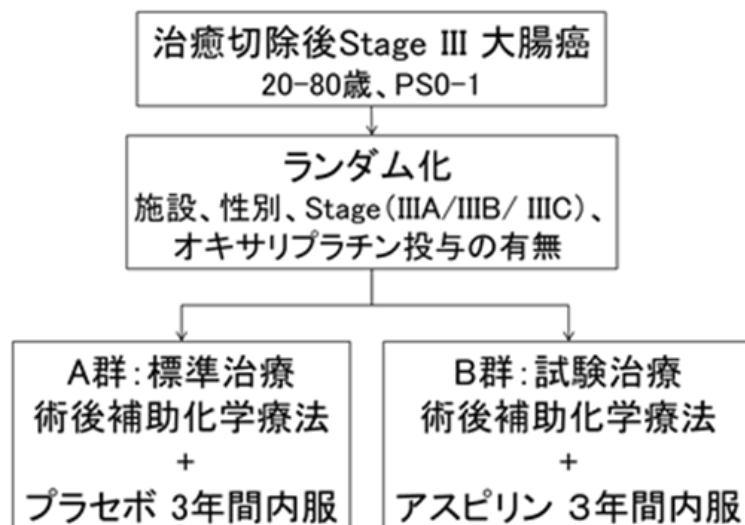 治癒切除後Stage III 大腸癌
20-80歳、PS0-1
ランダム化
施設、性別、Stage(IIIA/IIIB/ IIIC)、
オキサリプラチン投与の有無
A群:標準治療
術後補助化学療法
+
プラセボ 3年間内服
B群:試験治療
術後補助化学療法
+
アスピリン 3年間内服